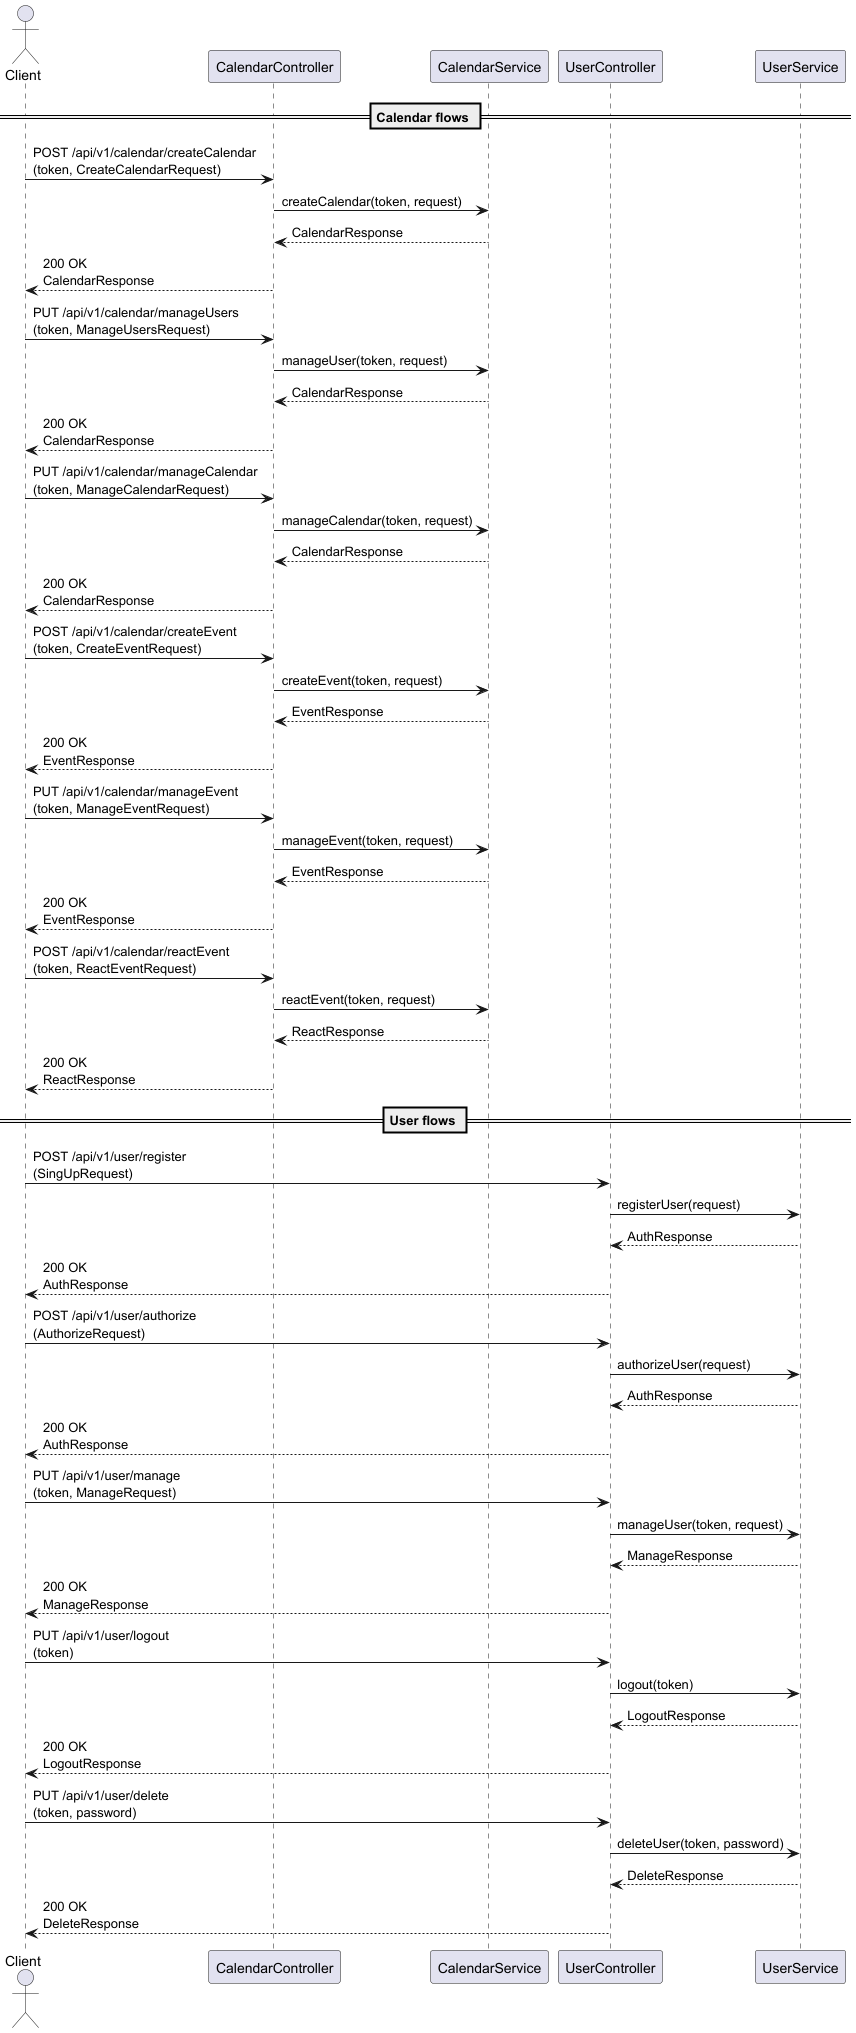 Client
CalendarController
CalendarService
UserController
UserService
Calendar flows
POST /api/v1/calendar/createCalendar
(token, CreateCalendarRequest)
createCalendar(token, request)
CalendarResponse
200 OK
CalendarResponse
PUT /api/v1/calendar/manageUsers
(token, ManageUsersRequest)
manageUser(token, request)
CalendarResponse
200 OK
CalendarResponse
PUT /api/v1/calendar/manageCalendar
(token, ManageCalendarRequest)
manageCalendar(token, request)
CalendarResponse
200 OK
CalendarResponse
POST /api/v1/calendar/createEvent
(token, CreateEventRequest)
createEvent(token, request)
EventResponse
200 OK
EventResponse
PUT /api/v1/calendar/manageEvent
(token, ManageEventRequest)
manageEvent(token, request)
EventResponse
200 OK
EventResponse
POST /api/v1/calendar/reactEvent
(token, ReactEventRequest)
reactEvent(token, request)
ReactResponse
200 OK
ReactResponse
User flows
POST /api/v1/user/register
(SingUpRequest)
registerUser(request)
AuthResponse
200 OK
AuthResponse
POST /api/v1/user/authorize
(AuthorizeRequest)
authorizeUser(request)
AuthResponse
200 OK
AuthResponse
PUT /api/v1/user/manage
(token, ManageRequest)
manageUser(token, request)
ManageResponse
200 OK
ManageResponse
PUT /api/v1/user/logout
(token)
logout(token)
LogoutResponse
200 OK
LogoutResponse
PUT /api/v1/user/delete
(token, password)
deleteUser(token, password)
DeleteResponse
200 OK
DeleteResponse
Client
CalendarController
CalendarService
UserController
UserService